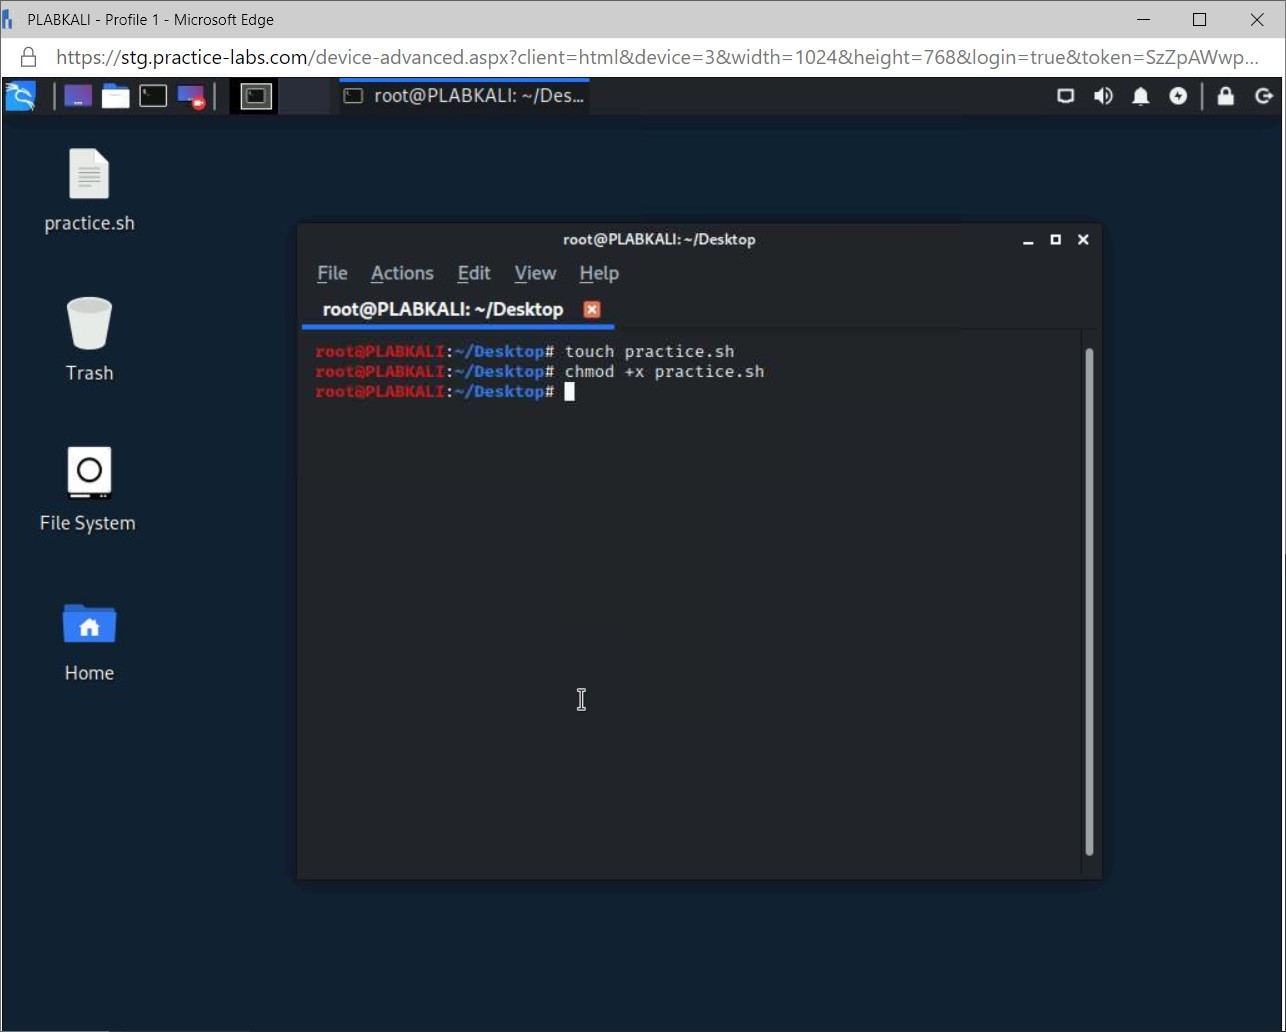 PLABKALI - Profile 1 - Microsoft Edge
https://stg.practice-labs.com/device-advanced.aspx?client=html&device=3&width=1024&height=768&login=true&token=SzZpAWwp...
root@PLABKALI: ~/Des...
practice.sh
Trash
File System
Home
root@PLABKALI: ~/Desktop
File Actions Edit View Help
root@PLABKALI: ~/Desktop
root@PLABKALI:~/Desktop# touch practice.sh
root@PLABKALI:~/Desktop# chmod +x practice.sh
root@PLABKALI:~/Desktop#